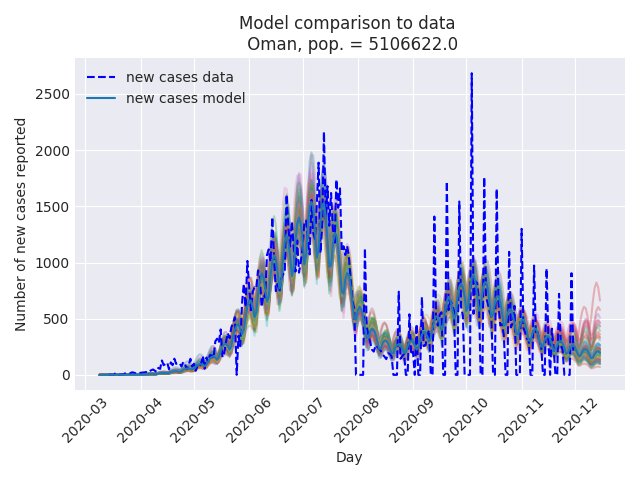 Model comparison to data
Oman, pop. = 5106622.0
new cases data
new cases model
Number of new cases reported
2500
2000
1500
1000
500
0
2020-03
2020-04
2020-05
2020-06
2020-07
2020-08
2020-09
2020-10
2020-11
2020-12
Day